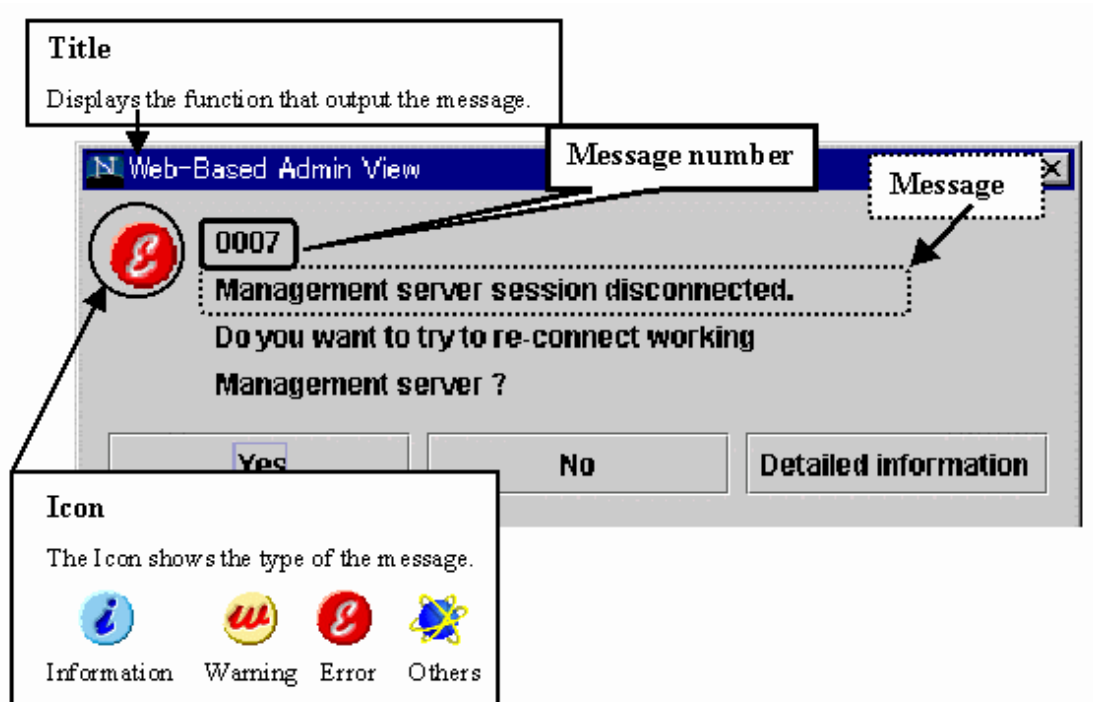 Title
Displays the function that output the message.
Web-Based Admin View
Message number
Message
0007
Management server session disconnected.
Do you want to try to re-connect working
Management server ?
Yes
No
Detailed information
Icon
The Icon shows the type of the message.
Information
Warning
Error
Others